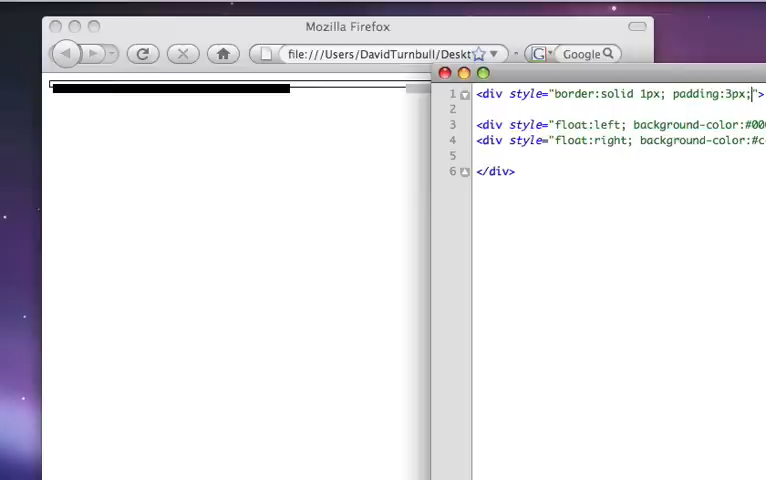 Mozilla Firefox
file:///Users/DavidTurnbull/Deskt
Google
1 <div style="border:solid 1px; padding:3px;">
2
3 <div style="float:left; background-color:#00
4 <div style="float:right; background-color:#c
5
6 </div>